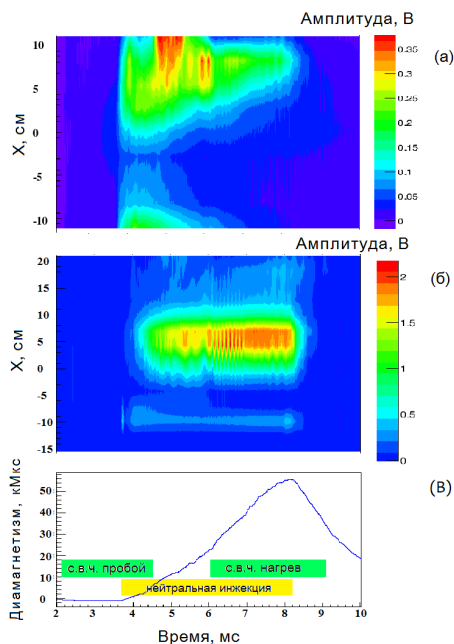 Амплитуда, В
(а)
X, см
10
5
0
-5
-10
0.35
0.3
0.25
0.2
0.15
0.1
0.05
0
Амплитуда, В
(б)
X, см
20
15
10
5
0
-5
-10
-15
2
1.5
1
0.5
0
(В)
Диамагнетизм, кМкс
50
40
30
20
10
0
с.в.ч. пробой
с.в.ч. нагрев
нейтральная инжекция
2 3 4 5 6 7 8 9 10
Время, мс